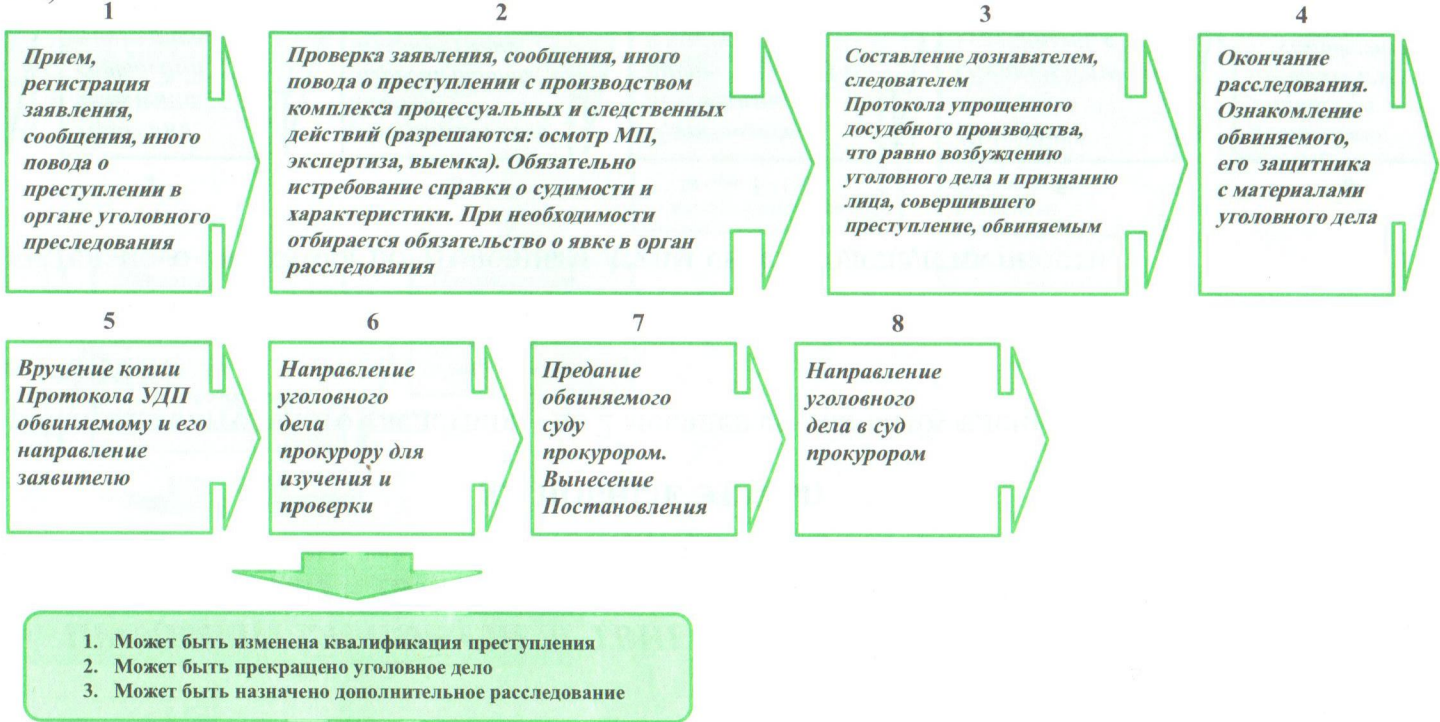 1
Прием,
регистрация
заявления,
сообщения, иного
повода о
преступлении в
органе уголовного
преследования
2
Проверка заявления, сообщения, иного
повода о преступлении с производством
комплекса процессуальных и следственных
действий (разрешаются: осмотр МП,
экспертиза, выемка). Обязательно
истребование справки о судимости и
характеристики. При необходимости
отбирается обязательство о явке в орган
расследования
3
Составление дознавателем,
следователем
Протокола упрощенного
досудебного производства,
что равно возбуждению
уголовного дела и признанию
лица, совершившего
преступление, обвиняемым
4
Окончание
расследования.
Ознакомление
обвиняемого,
его защитника
с материалами
уголовного дела
5
Вручение копии
Протокола УДП
обвиняемому и его
направление
заявителю
6
Направление
уголовного
дела
прокурору для
изучения и
проверки
7
Предание
обвиняемого
суду
прокурором.
Вынесение
Постановления
8
Направление
уголовного
дела в суд
прокурором
1. Может быть изменена квалификация преступления
2. Может быть прекращено уголовное дело
3. Может быть назначено дополнительное расследование